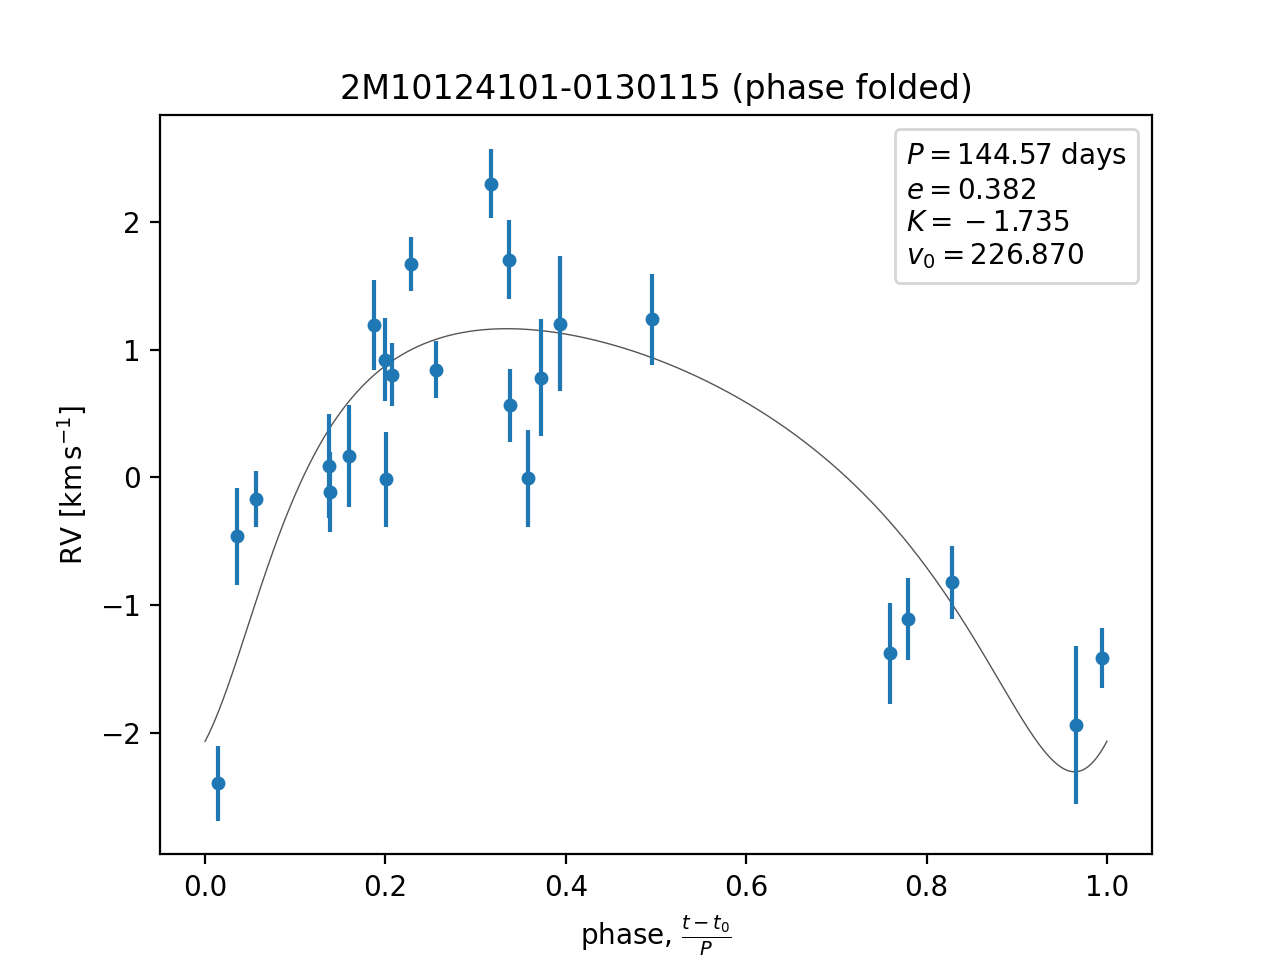 2M10124101-0130115 (phase folded)
P = 144.57 days
e = 0.382
K = −1.735
v₀ = 226.870
RV [km s⁻¹]
2
1
0
−1
−2
0.0 0.2 0.4 0.6 0.8 1.0
phase, (t − t₀)/P